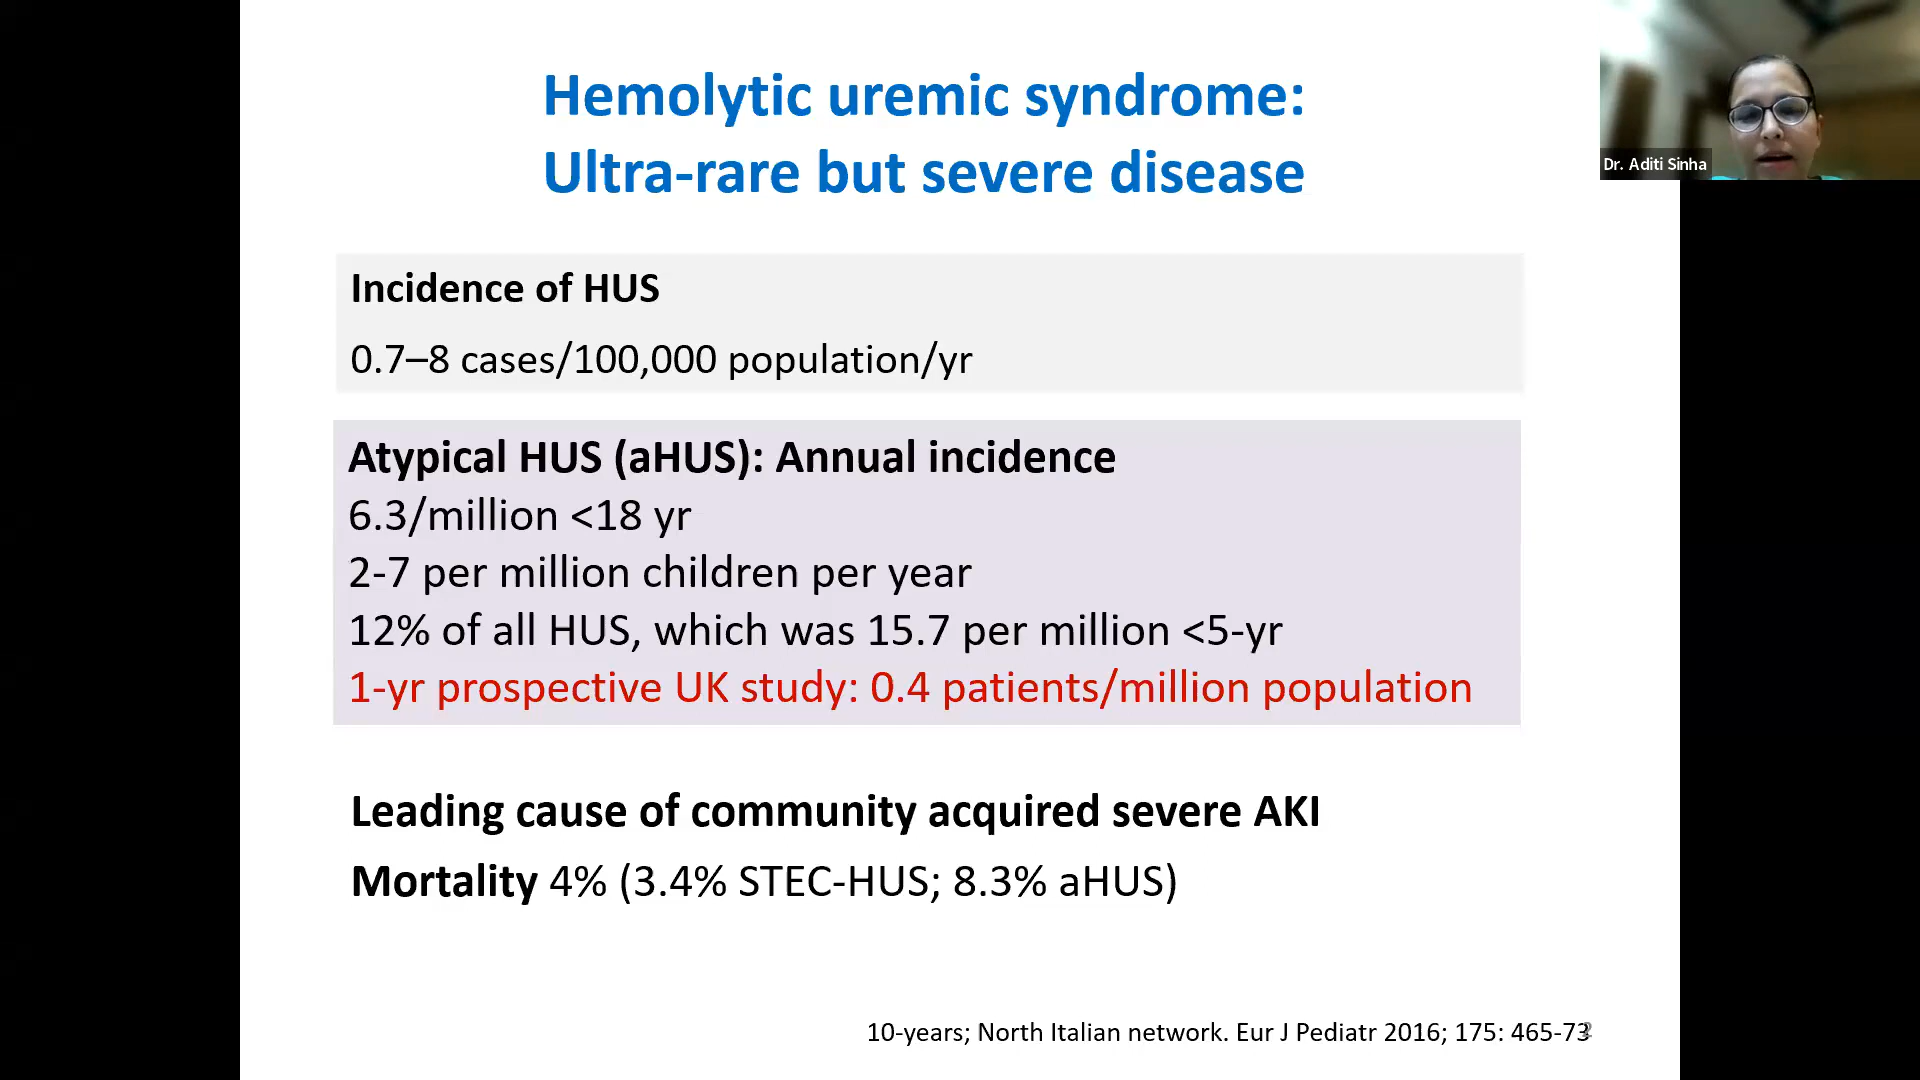 Hemolytic uremic syndrome:
Ultra-rare but severe disease
Dr. Aditi Sinha
Incidence of HUS
0.7–8 cases/100,000 population/yr
Atypical HUS (aHUS): Annual incidence
6.3/million <18 yr
2-7 per million children per year
12% of all HUS, which was 15.7 per million <5-yr
1-yr prospective UK study: 0.4 patients/million population
Leading cause of community acquired severe AKI
Mortality 4% (3.4% STEC-HUS; 8.3% aHUS)
10-years; North Italian network. Eur J Pediatr 2016; 175: 465-73
2